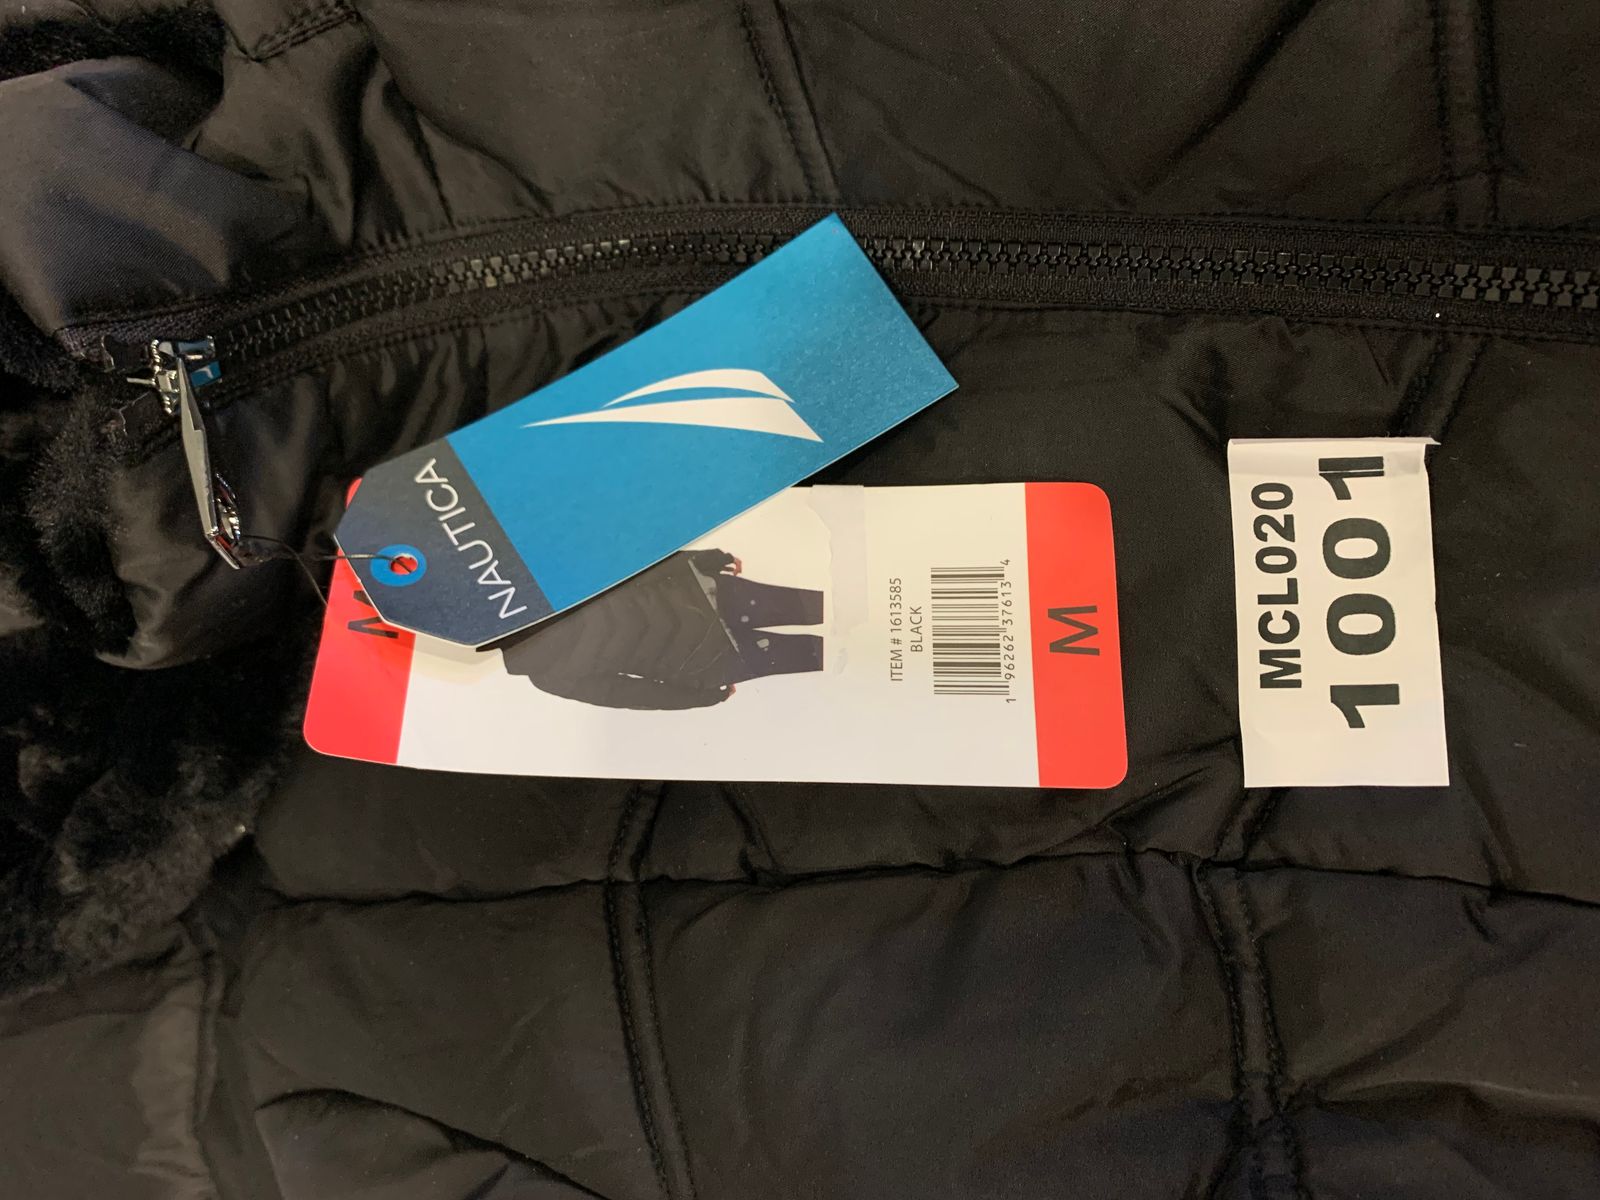 NAUTICA
M
ITEM # 1613585
BLACK
1 96262 37613 4
M
MCL020
1001